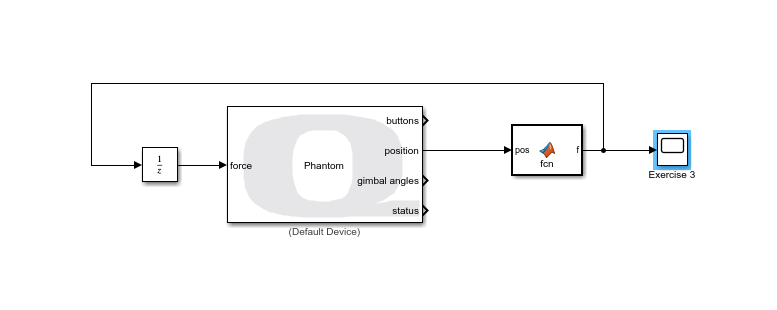 buttons
1
z
force
Phantom
position
gimbal angles
status
(Default Device)
pos
f
fcn
Exercise 3